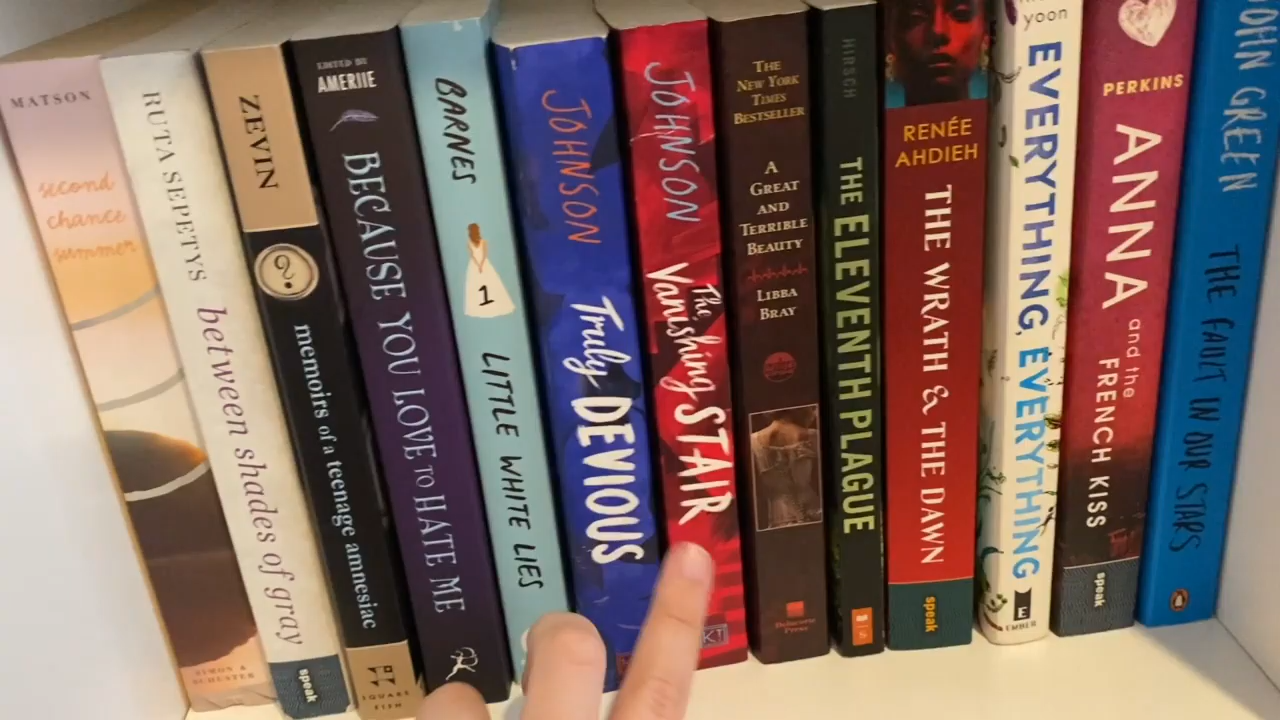 MATSON
second
chance
summer
SIMON &
SCHUSTER
RUTA SEPETYS
between shades of gray
speak
ZEVIN
?
memoirs of a teenage amnesiac
SQUARE
FISH
EDITED BY
AMERIIE
BECAUSE YOU LOVE TO HATE ME
BARNES
1
LITTLE WHITE LIES
JOHNSON
Truly DEVIOUS
JOHNSON
The Vanishing STAIR
THE
NEW YORK
TIMES
BESTSELLER
A
GREAT
AND
TERRIBLE
BEAUTY
LIBBA
BRAY
Delacorte
Press
HIRSCH
THE ELEVENTH PLAGUE
RENÉE
AHDIEH
THE WRATH & THE DAWN
speak
yoon
EVERYTHING, EVERYTHING
E
EMBER
PERKINS
ANNA
and the
FRENCH KISS
speak
JOHN GREEN
THE FAULT IN OUR STARS